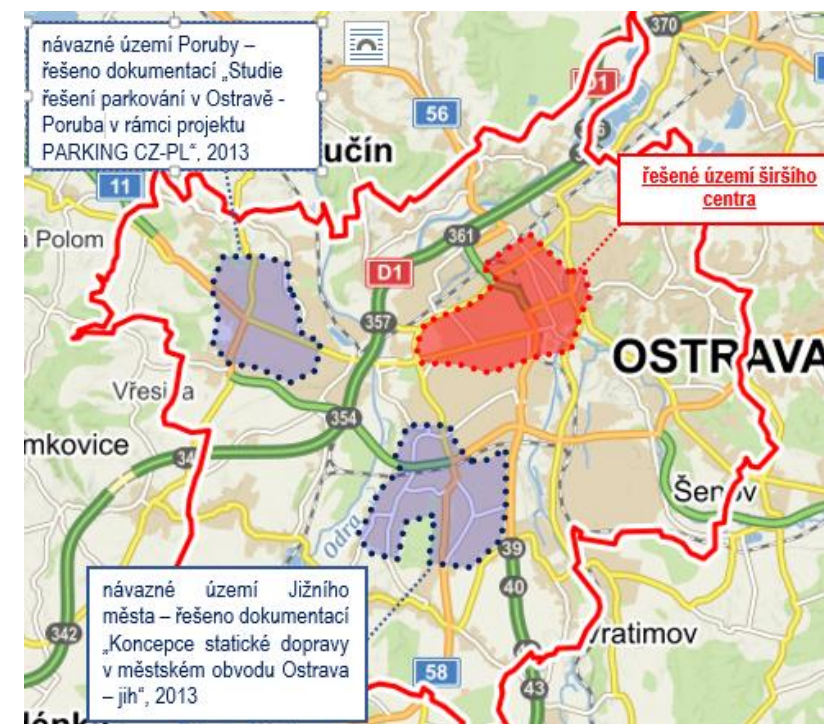 návazné území Poruby –
řešeno dokumentací „Studie
řešení parkování v Ostravě -
Poruba v rámci projektu
PARKING CZ-PL“, 2013
370
D1
56
učín
řešené území širšího
centra
11
Polom
361
D1
357
OSTRAVA
Vřesina
354
mkovice
34
Šenov
Odra
39
návazné území Jižního
města – řešeno dokumentací
„Koncepce statické dopravy
v městském obvodu Ostrava
– jih“, 2013
40
342
Vratimov
58
43